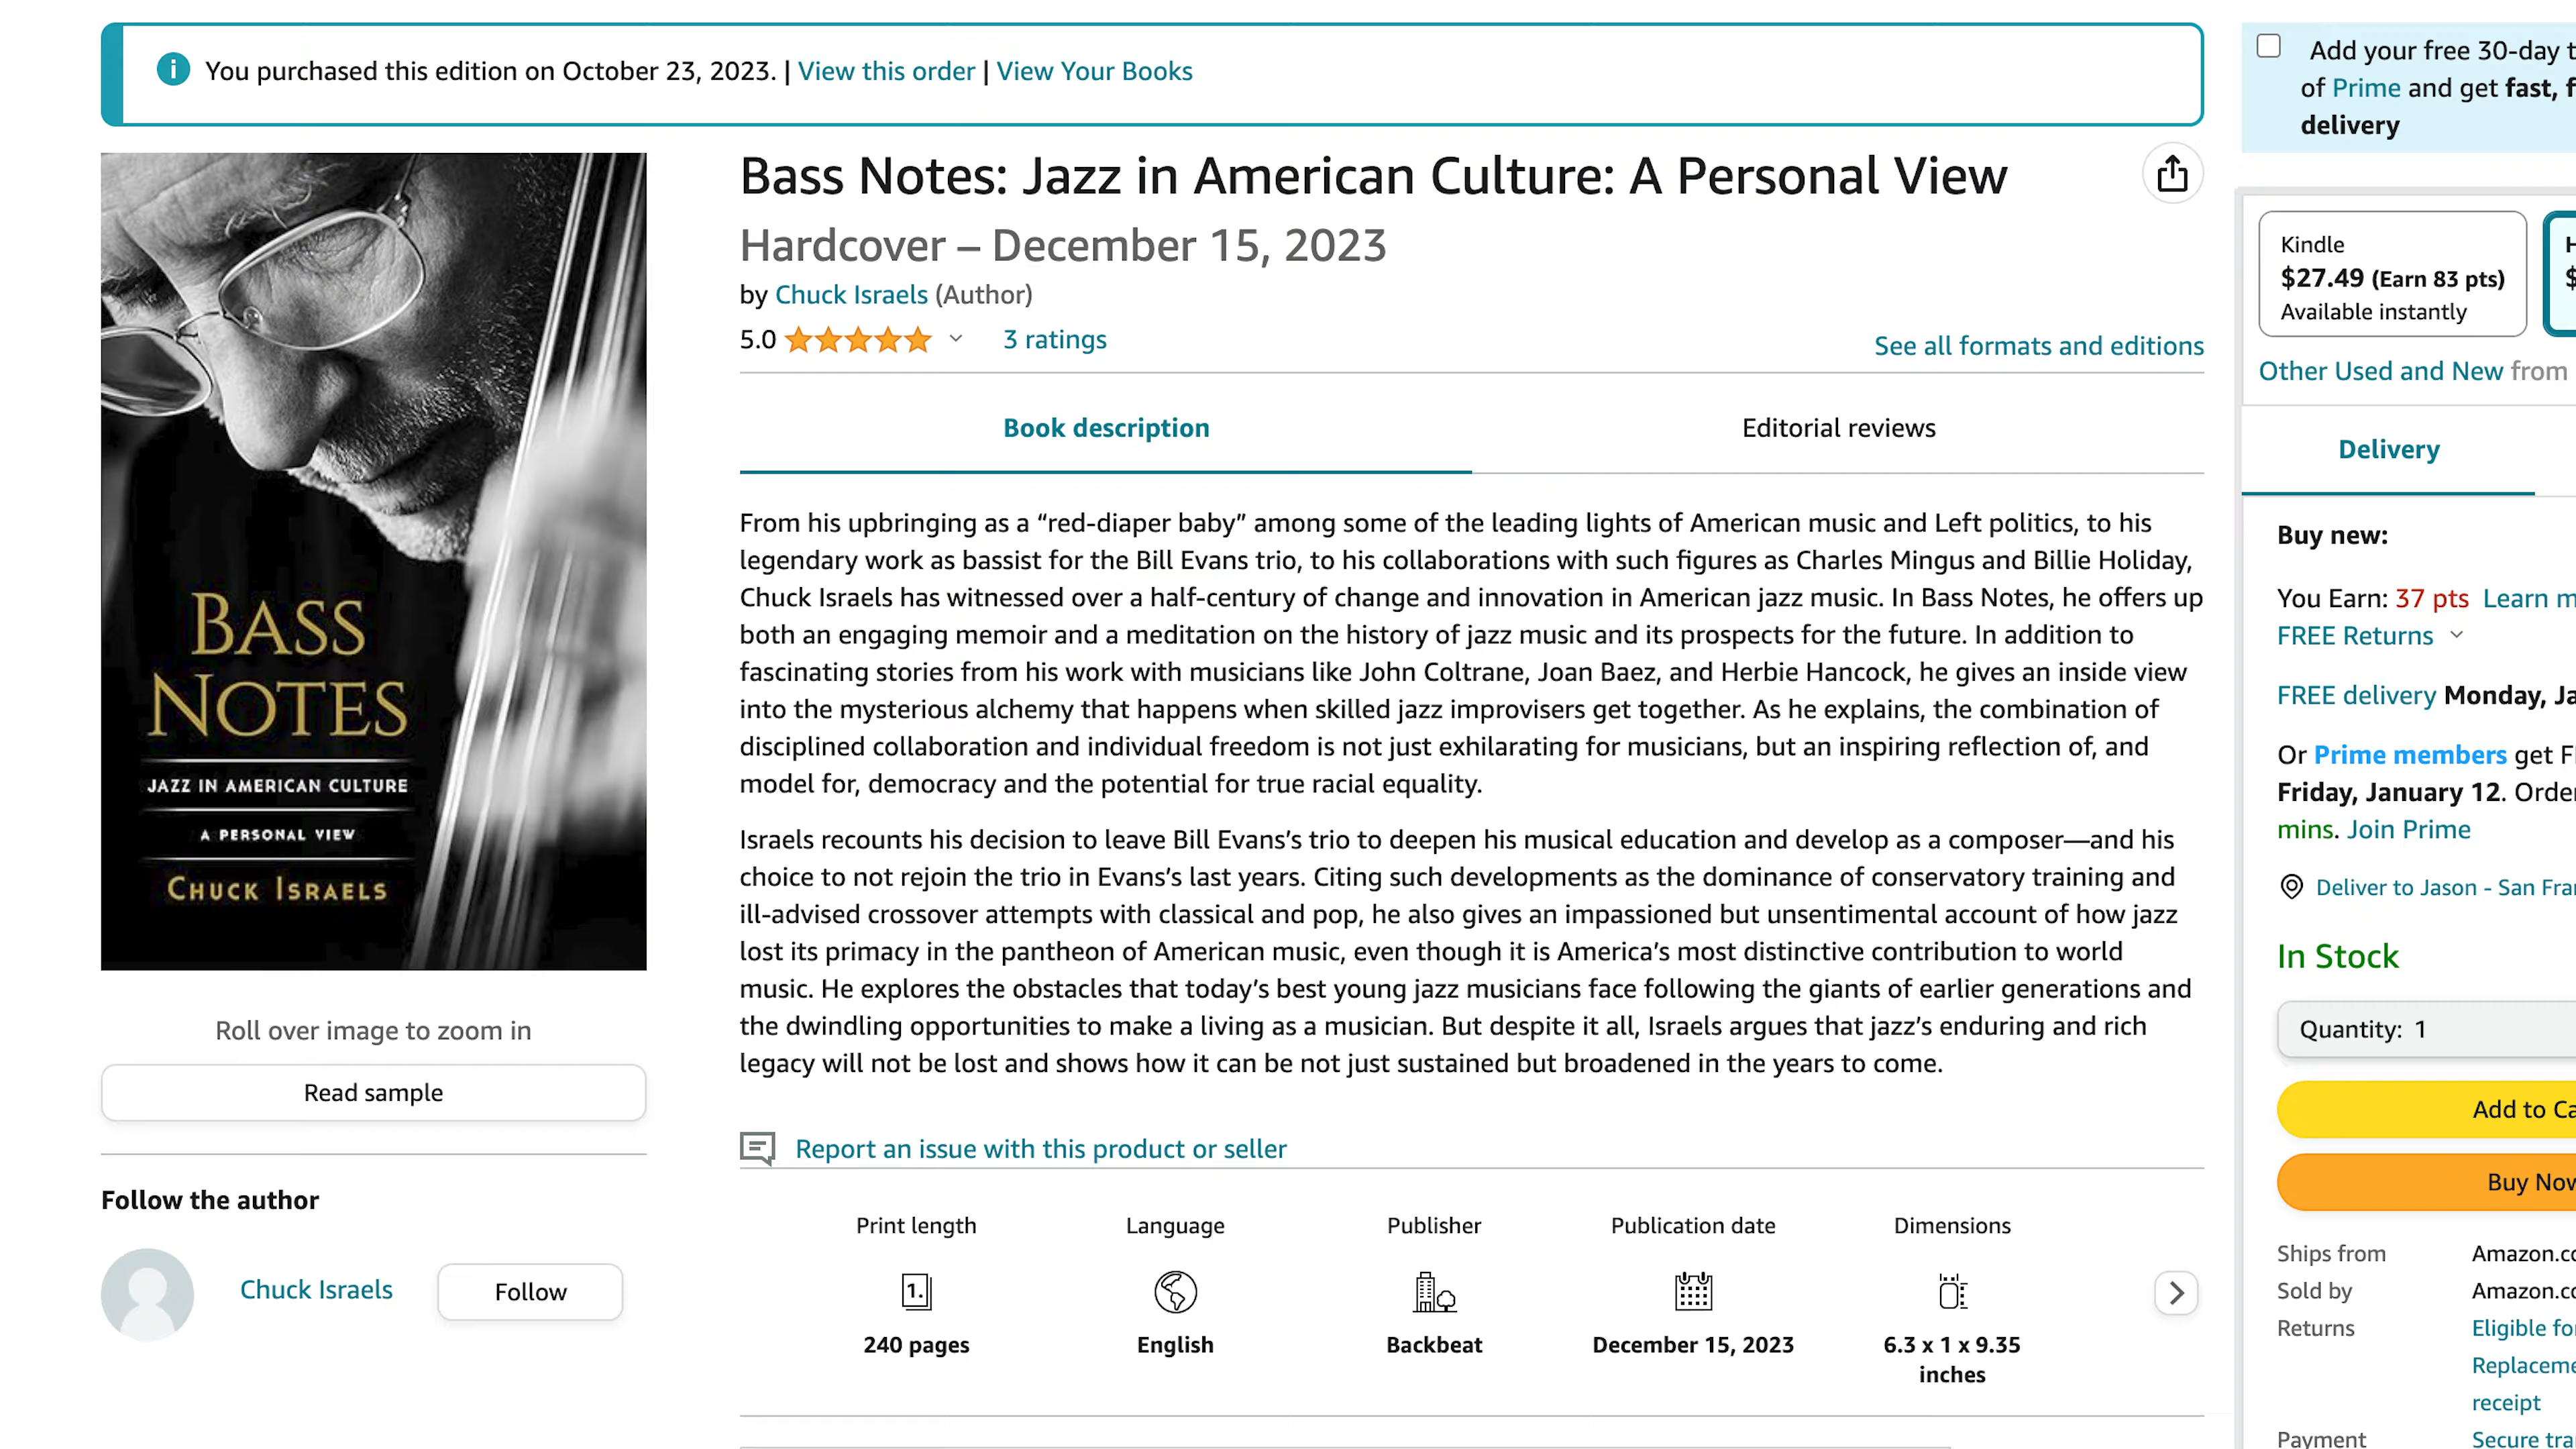 You purchased this edition on October 23, 2023. | View this order | View Your Books
BASS
NOTES
JAZZ IN AMERICAN CULTURE
A PERSONAL VIEW
CHUCK ISRAELS
Roll over image to zoom in
Read sample
Follow the author
Chuck Israels
Follow
Bass Notes: Jazz in American Culture: A Personal View
Hardcover – December 15, 2023
by Chuck Israels (Author)
5.0
3 ratings
See all formats and editions
Book description
Editorial reviews
From his upbringing as a “red-diaper baby” among some of the leading lights of American music and Left politics, to his
legendary work as bassist for the Bill Evans trio, to his collaborations with such figures as Charles Mingus and Billie Holiday,
Chuck Israels has witnessed over a half-century of change and innovation in American jazz music. In Bass Notes, he offers up
both an engaging memoir and a meditation on the history of jazz music and its prospects for the future. In addition to
fascinating stories from his work with musicians like John Coltrane, Joan Baez, and Herbie Hancock, he gives an inside view
into the mysterious alchemy that happens when skilled jazz improvisers get together. As he explains, the combination of
disciplined collaboration and individual freedom is not just exhilarating for musicians, but an inspiring reflection of, and
model for, democracy and the potential for true racial equality.
Israels recounts his decision to leave Bill Evans’s trio to deepen his musical education and develop as a composer—and his
choice to not rejoin the trio in Evans’s last years. Citing such developments as the dominance of conservatory training and
ill-advised crossover attempts with classical and pop, he also gives an impassioned but unsentimental account of how jazz
lost its primacy in the pantheon of American music, even though it is America’s most distinctive contribution to world
music. He explores the obstacles that today’s best young jazz musicians face following the giants of earlier generations and
the dwindling opportunities to make a living as a musician. But despite it all, Israels argues that jazz’s enduring and rich
legacy will not be lost and shows how it can be not just sustained but broadened in the years to come.
Report an issue with this product or seller
Print length
1.
240 pages
Language
English
Publisher
Backbeat
Publication date
December 15, 2023
Dimensions
6.3 x 1 x 9.35
inches
Add your free 30-day
of Prime and get fast,
delivery
Kindle
$27.49 (Earn 83 pts)
Available instantly
$
Other Used and New from
Delivery
Buy new:
You Earn: 37 pts Learn
FREE Returns
FREE delivery Monday,
Or Prime members get
Friday, January 12.
mins. Join Prime
Deliver to Jason - San
In Stock
Quantity: 1
Add to
Buy
Ships from
Sold by
Returns
Eligible
receipt
Payment
Secure